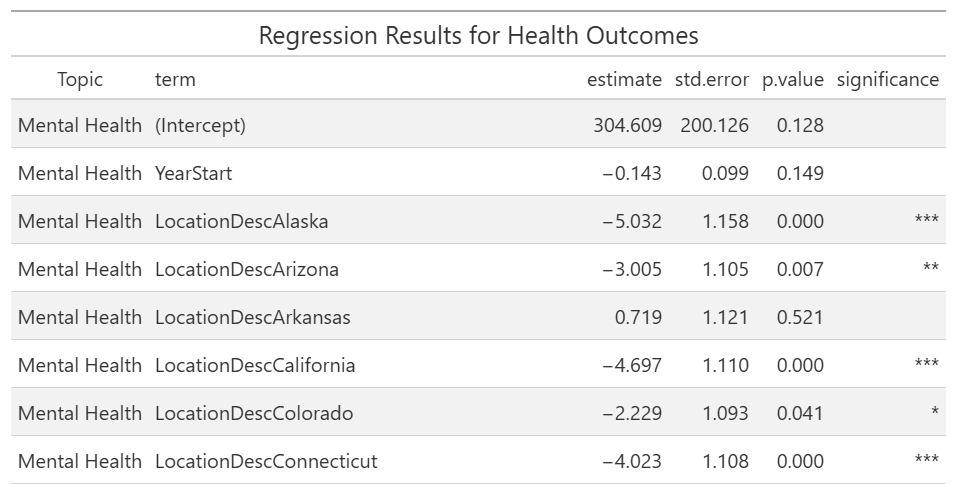 Regression Results for Health Outcomes
Topic term estimate std.error p.value significance
Mental Health (Intercept) 304.609 200.126 0.128
Mental Health YearStart −0.143 0.099 0.149
Mental Health LocationDescAlaska −5.032 1.158 0.000 ***
Mental Health LocationDescArizona −3.005 1.105 0.007 **
Mental Health LocationDescArkansas 0.719 1.121 0.521
Mental Health LocationDescCalifornia −4.697 1.110 0.000 ***
Mental Health LocationDescColorado −2.229 1.093 0.041 *
Mental Health LocationDescConnecticut −4.023 1.108 0.000 ***